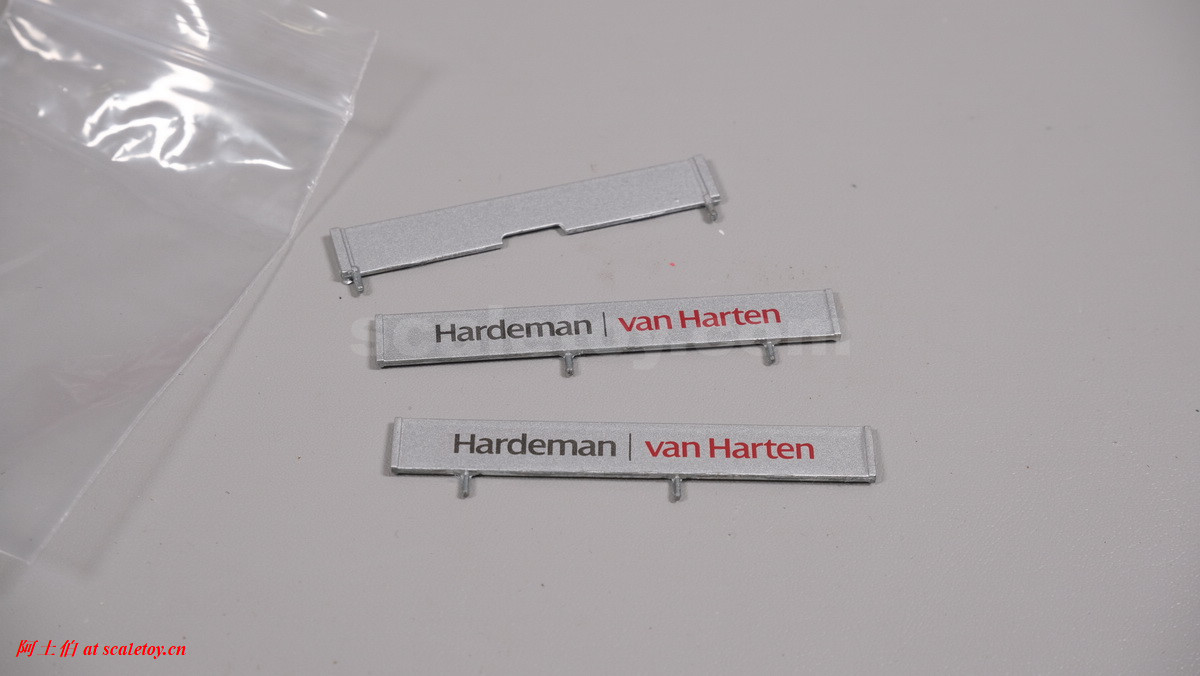 Hardeman | van Harten
Hardeman | van Harten
阿土伯 at scaletoy.cn